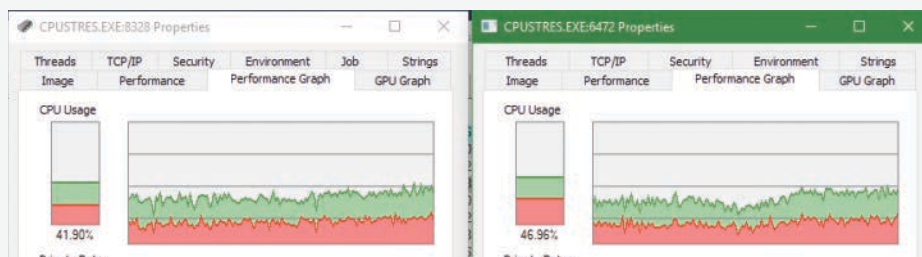 CPUSTRES.EXE:8328 Properties
Threads TCP/IP Security Environment Job Strings
Image Performance Performance Graph GPU Graph
CPU Usage
41.90%
CPUSTRES.EXE:6472 Properties
Threads TCP/IP Security Environment Strings
Image Performance Performance Graph GPU Graph
CPU Usage
46.96%